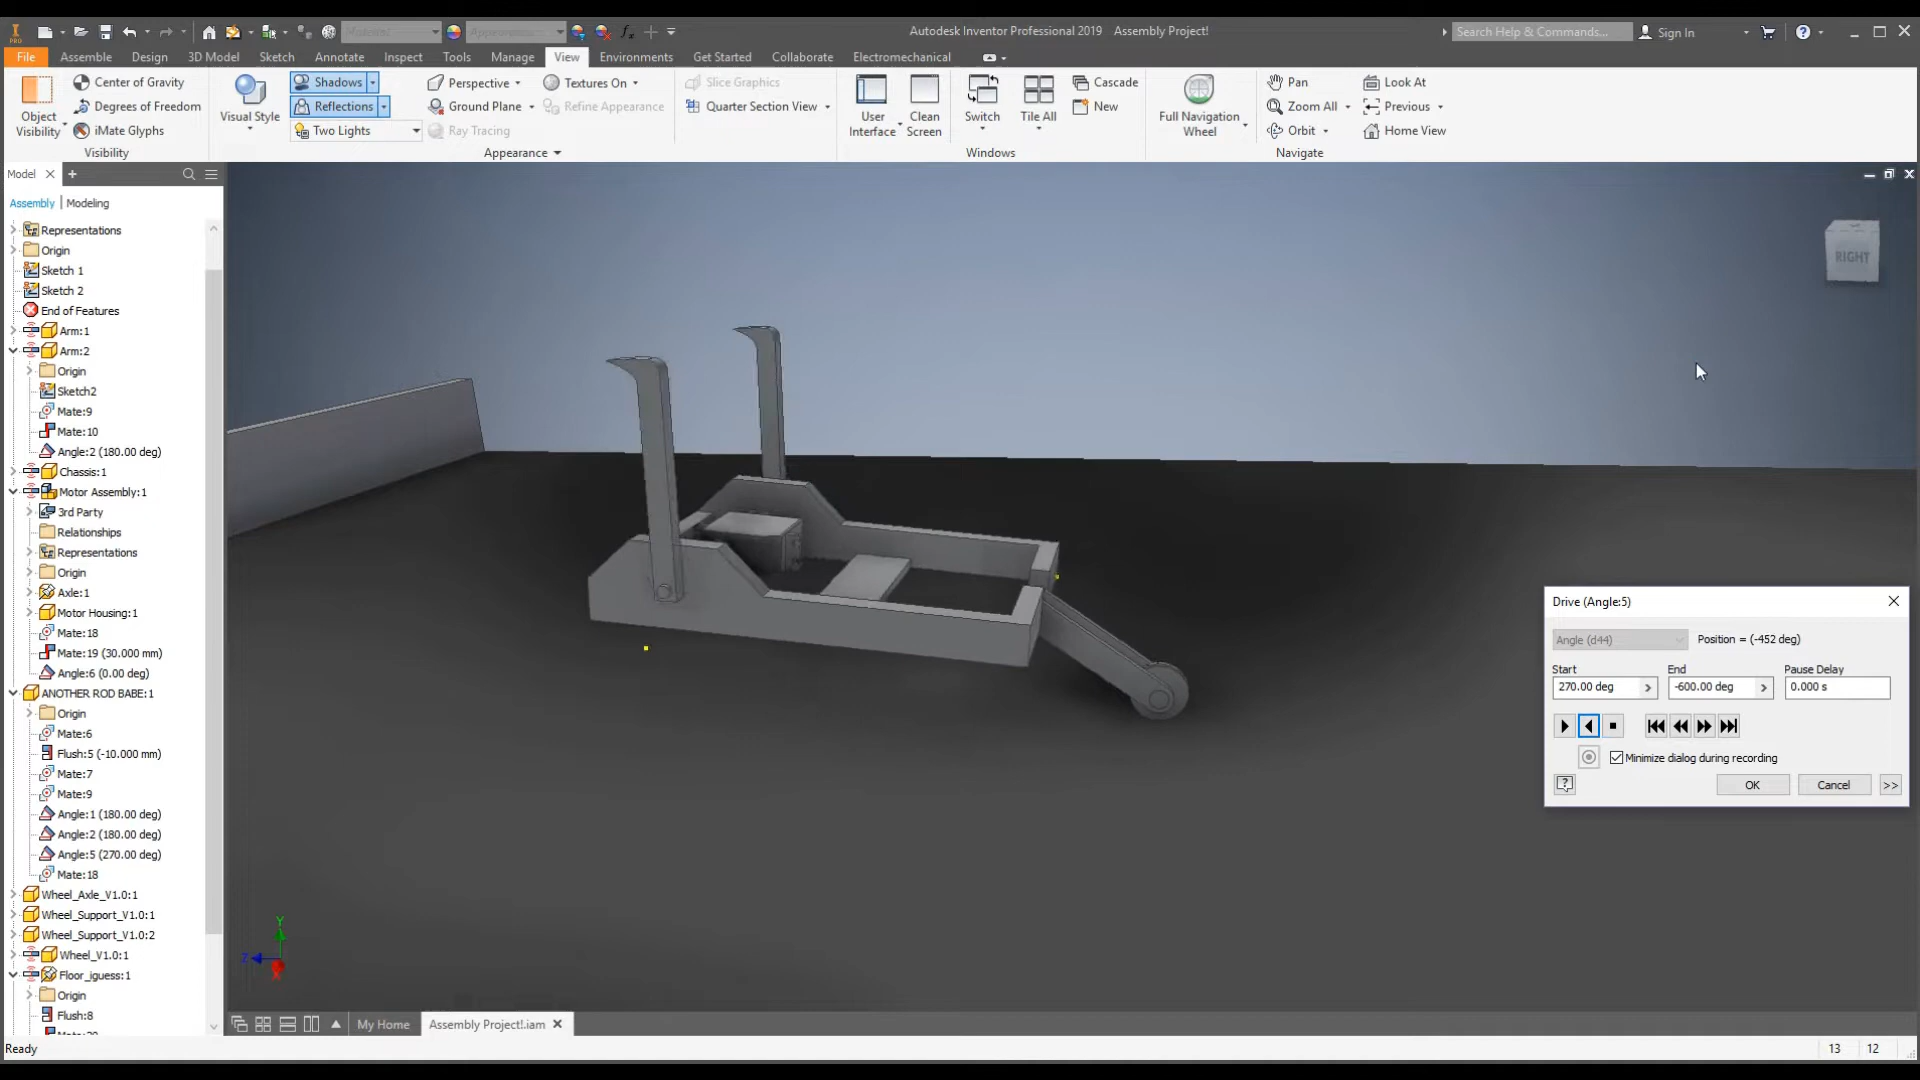 Material
Appearance
Autodesk Inventor Professional 2019 Assembly Project!
Search Help & Commands...
Sign In
File
Assemble
Design
3D Model
Sketch
Annotate
Inspect
Tools
Manage
View
Environments
Get Started
Collaborate
Electromechanical
Object Visibility
Center of Gravity
Degrees of Freedom
iMate Glyphs
Visibility
Visual Style
Shadows
Reflections
Two Lights
Perspective
Ground Plane
Ray Tracing
Textures On
Refine Appearance
Appearance
Slice Graphics
Quarter Section View
User Interface
Clean Screen
Switch
Tile All
Cascade
New
Windows
Full Navigation Wheel
Pan
Zoom All
Orbit
Look At
Previous
Home View
Navigate
Model
Assembly | Modeling
Representations
Origin
Sketch 1
Sketch 2
End of Features
Arm:1
Arm:2
Origin
Sketch2
Mate:9
Mate:10
Angle:2 (180.00 deg)
Chassis:1
Motor Assembly:1
3rd Party
Relationships
Representations
Origin
Axle:1
Motor Housing:1
Mate:18
Mate:19 (30.000 mm)
Angle:6 (0.00 deg)
ANOTHER ROD BABE:1
Origin
Mate:6
Flush:5 (-10.000 mm)
Mate:7
Mate:9
Angle:1 (180.00 deg)
Angle:2 (180.00 deg)
Angle:5 (270.00 deg)
Mate:18
Wheel_Axle_V1.0:1
Wheel_Support_V1.0:1
Wheel_Support_V1.0:2
Wheel_V1.0:1
Floor_iguess:1
Origin
Flush:8
RIGHT
Drive (Angle:5)
Angle (d44)
Position = (-452 deg)
Start
End
Pause Delay
270.00 deg
-600.00 deg
0.000 s
Minimize dialog during recording
OK
Cancel
>>
Y
Z
My Home
Assembly Project!.iam
Ready
13
12